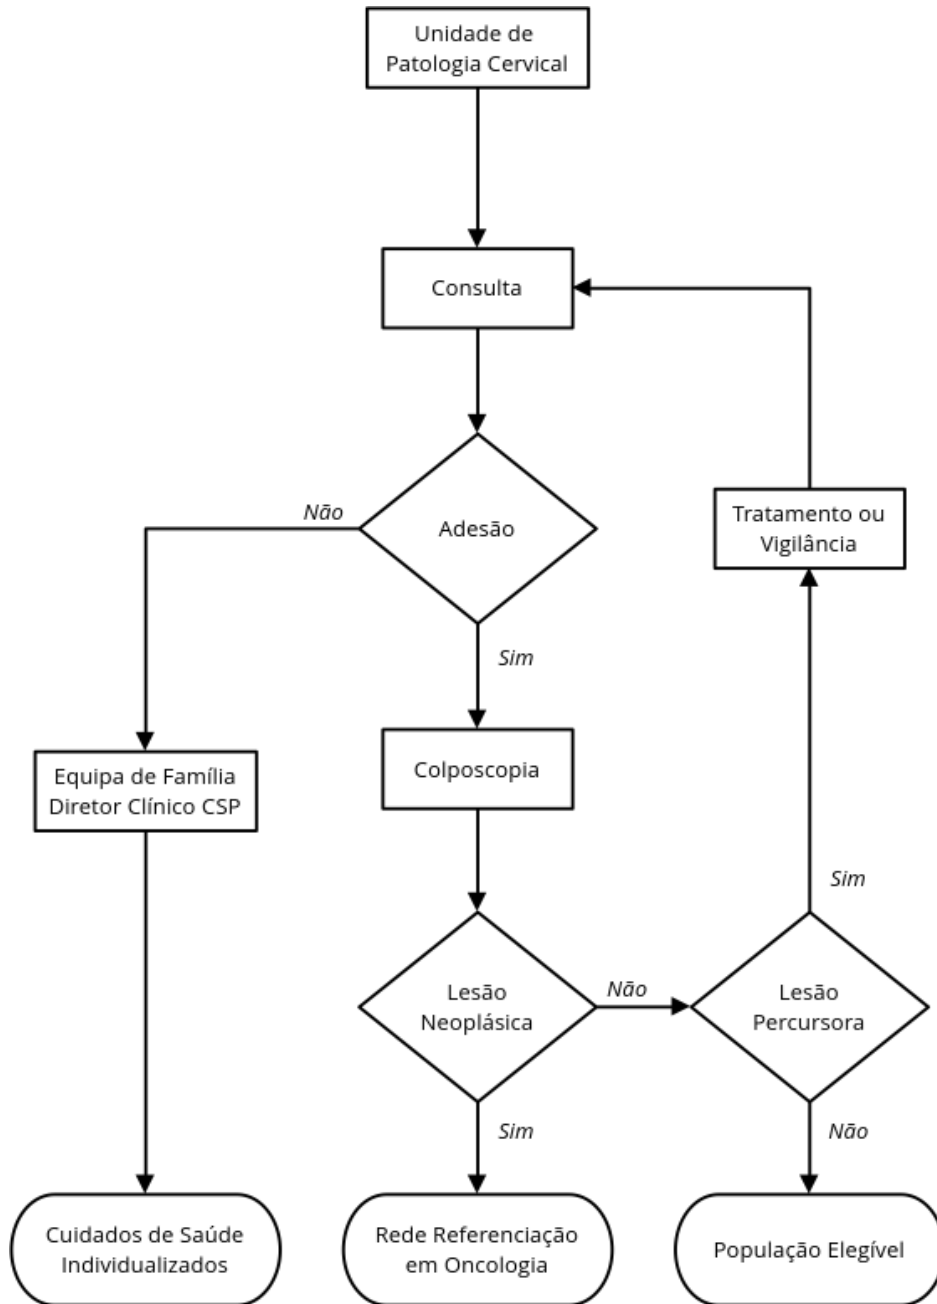 Unidade de
Patologia Cervical
Consulta
Não
Adesão
Tratamento ou
Vigilância
Sim
Equipa de Família
Diretor Clínico CSP
Colposcopia
Sim
Lesão
Neoplásica
Não
Lesão
Percursora
Sim
Não
Cuidados de Saúde
Individualizados
Rede Referenciação
em Oncologia
População Elegível